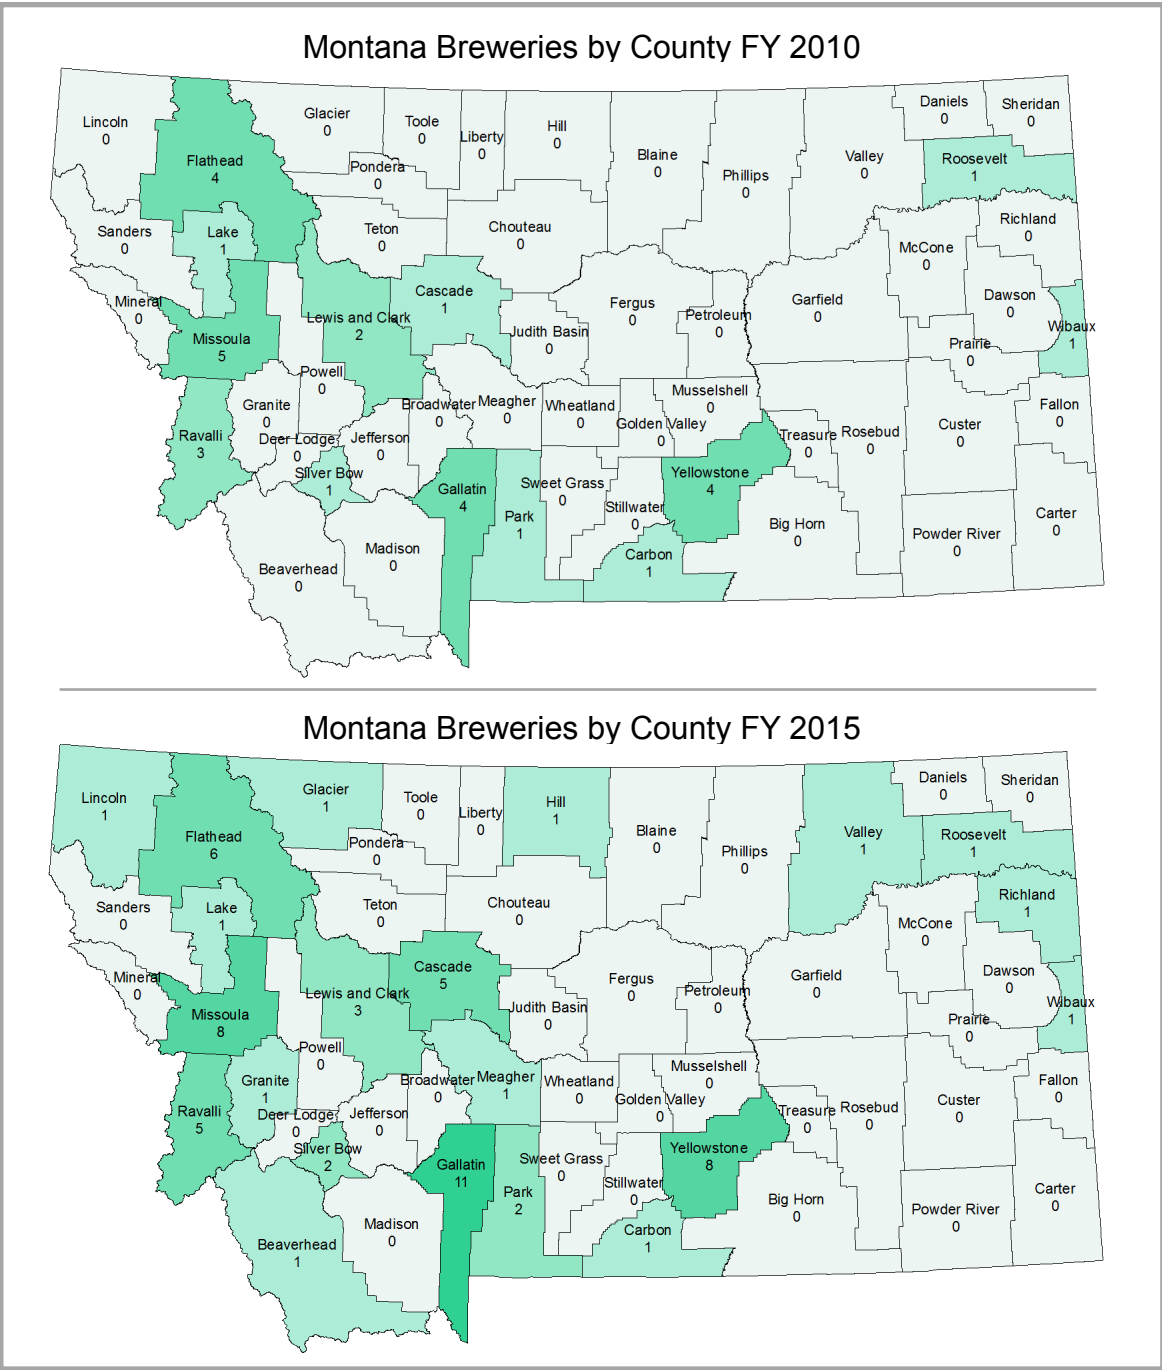 Montana Breweries by County FY 2010
Lincoln
0
Flathead
4
Glacier
0
Toole
0
Liberty
0
Hill
0
Blaine
0
Phillips
0
Valley
0
Daniels
0
Sheridan
0
Roosevelt
1
Pondera
0
Sanders
0
Lake
1
Teton
0
Chouteau
0
McCone
0
Richland
0
Mineral
0
Missoula
5
Lewis and Clark
2
Cascade
1
Judith Basin
0
Fergus
0
Petroleum
0
Garfield
0
Dawson
0
Prairie
0
Wibaux
1
Powell
0
Granite
0
Ravalli
3
Deer Lodge
0
Silver Bow
1
Jefferson
0
Broadwater
0
Meagher
0
Wheatland
0
Golden Valley
0
Musselshell
0
Treasure
0
Rosebud
0
Custer
0
Fallon
0
Gallatin
4
Park
1
Sweet Grass
0
Stillwater
0
Yellowstone
4
Big Horn
0
Powder River
0
Carter
0
Beaverhead
0
Madison
0
Carbon
1
Montana Breweries by County FY 2015
Lincoln
1
Flathead
6
Glacier
1
Toole
0
Liberty
0
Hill
1
Blaine
0
Phillips
0
Valley
1
Daniels
0
Sheridan
0
Roosevelt
1
Pondera
0
Sanders
0
Lake
1
Teton
0
Chouteau
0
McCone
0
Richland
1
Mineral
0
Missoula
8
Lewis and Clark
3
Cascade
5
Judith Basin
0
Fergus
0
Petroleum
0
Garfield
0
Dawson
0
Prairie
0
Wibaux
1
Powell
0
Granite
1
Ravalli
5
Deer Lodge
0
Silver Bow
2
Jefferson
0
Broadwater
0
Meagher
1
Wheatland
0
Golden Valley
0
Musselshell
0
Treasure
0
Rosebud
0
Custer
0
Fallon
0
Gallatin
11
Park
2
Sweet Grass
0
Stillwater
0
Yellowstone
8
Big Horn
0
Powder River
0
Carter
0
Beaverhead
1
Madison
0
Carbon
1